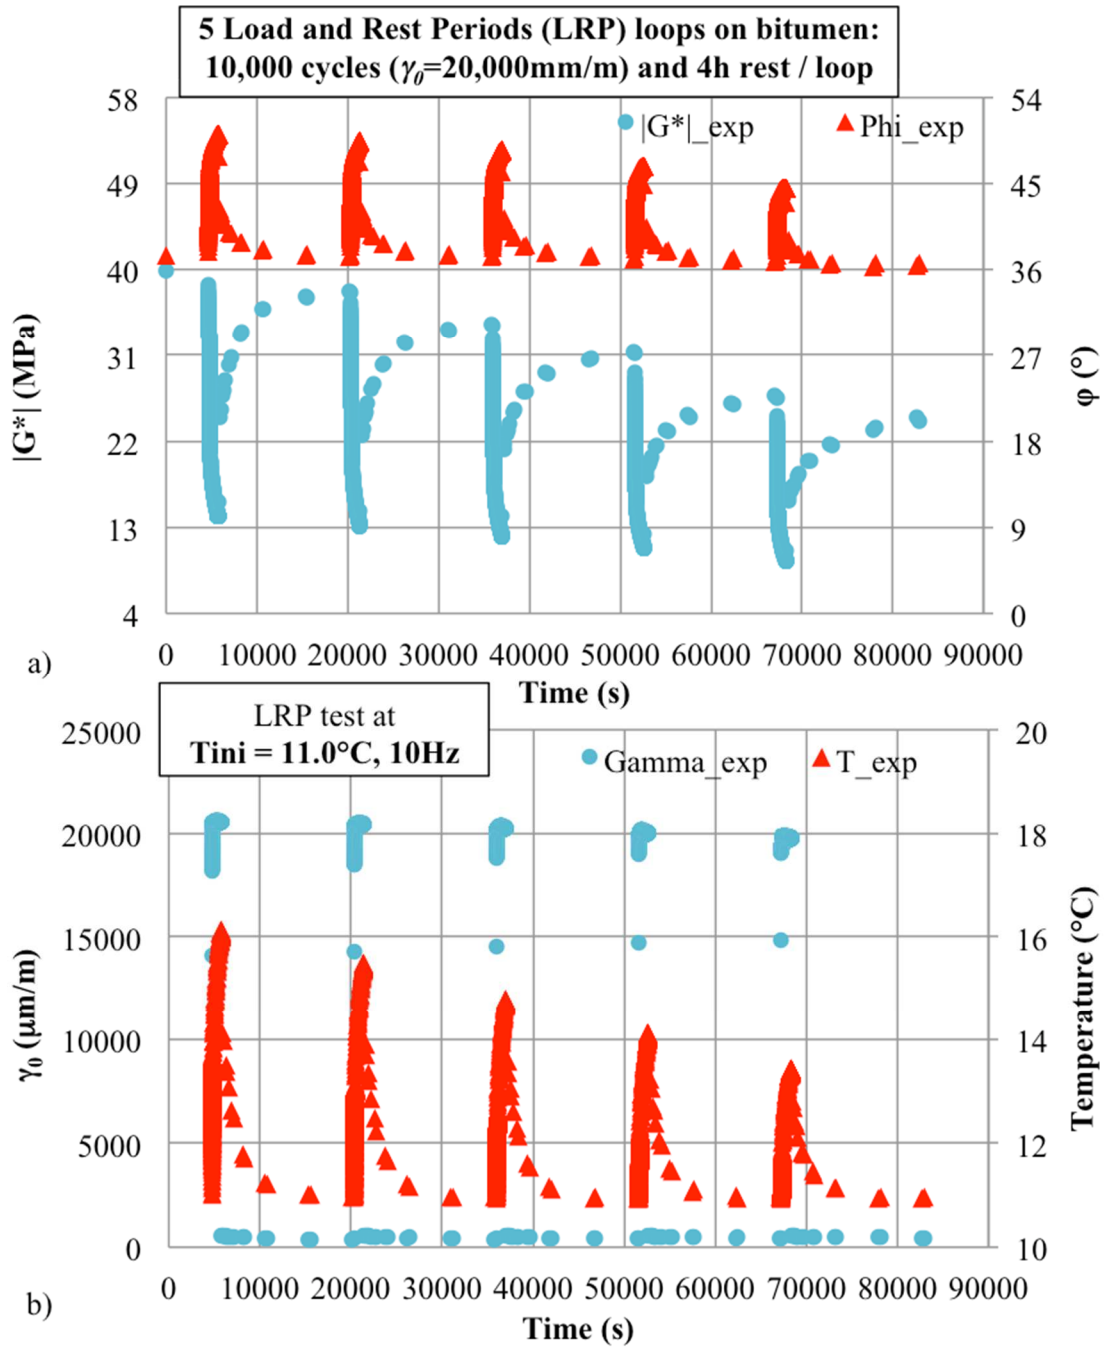 5 Load and Rest Periods (LRP) loops on bitumen:
10,000 cycles (γ0=20,000mm/m) and 4h rest / loop
58
49
40
31
22
13
4
|G*| (MPa)
|G*|_exp
Phi_exp
54
45
36
27
18
9
0
φ (°)
0 10000 20000 30000 40000 50000 60000 70000 80000 90000
Time (s)
a)
LRP test at
Tini = 11.0°C, 10Hz
25000
20000
15000
10000
5000
0
γ0 (µm/m)
Gamma_exp
T_exp
20
18
16
14
12
10
Temperature (°C)
0 10000 20000 30000 40000 50000 60000 70000 80000 90000
Time (s)
b)